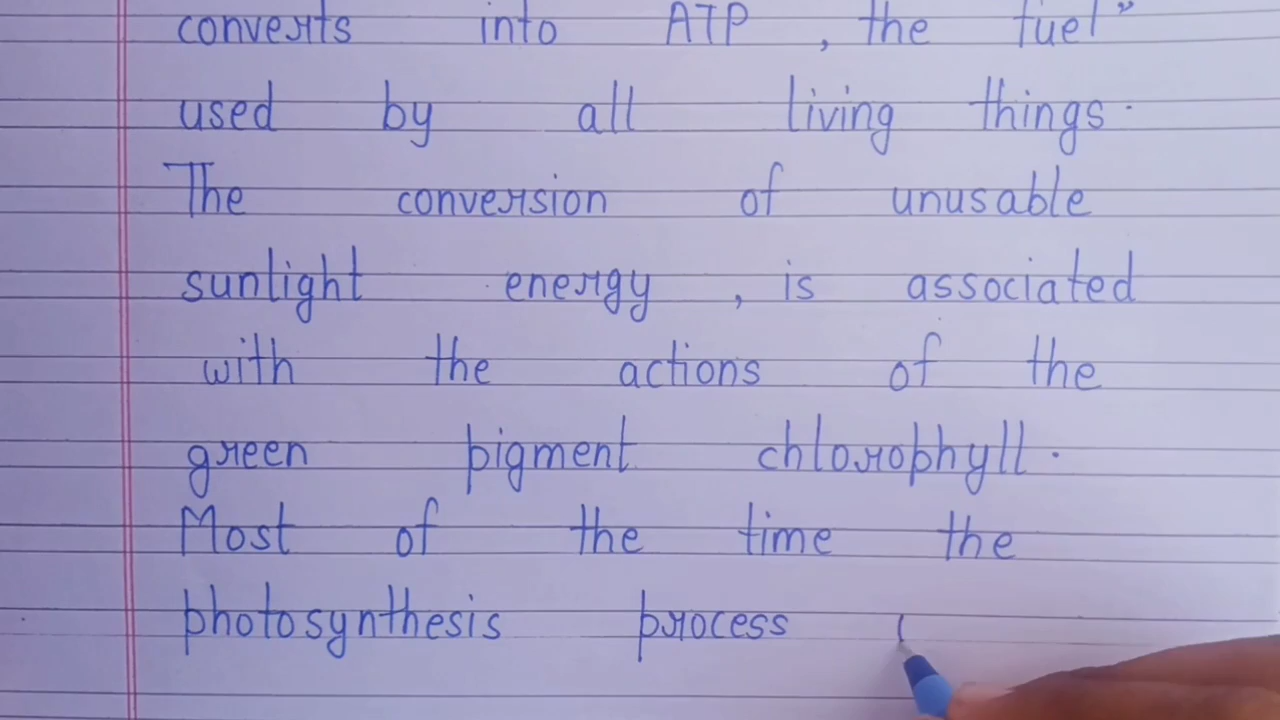 converts into ATP , the fuel”
used by all living things.
The conversion of unusable
sunlight energy , is associated
with the actions of the
green pigment chlorophyll.
Most of the time the
photosynthesis process